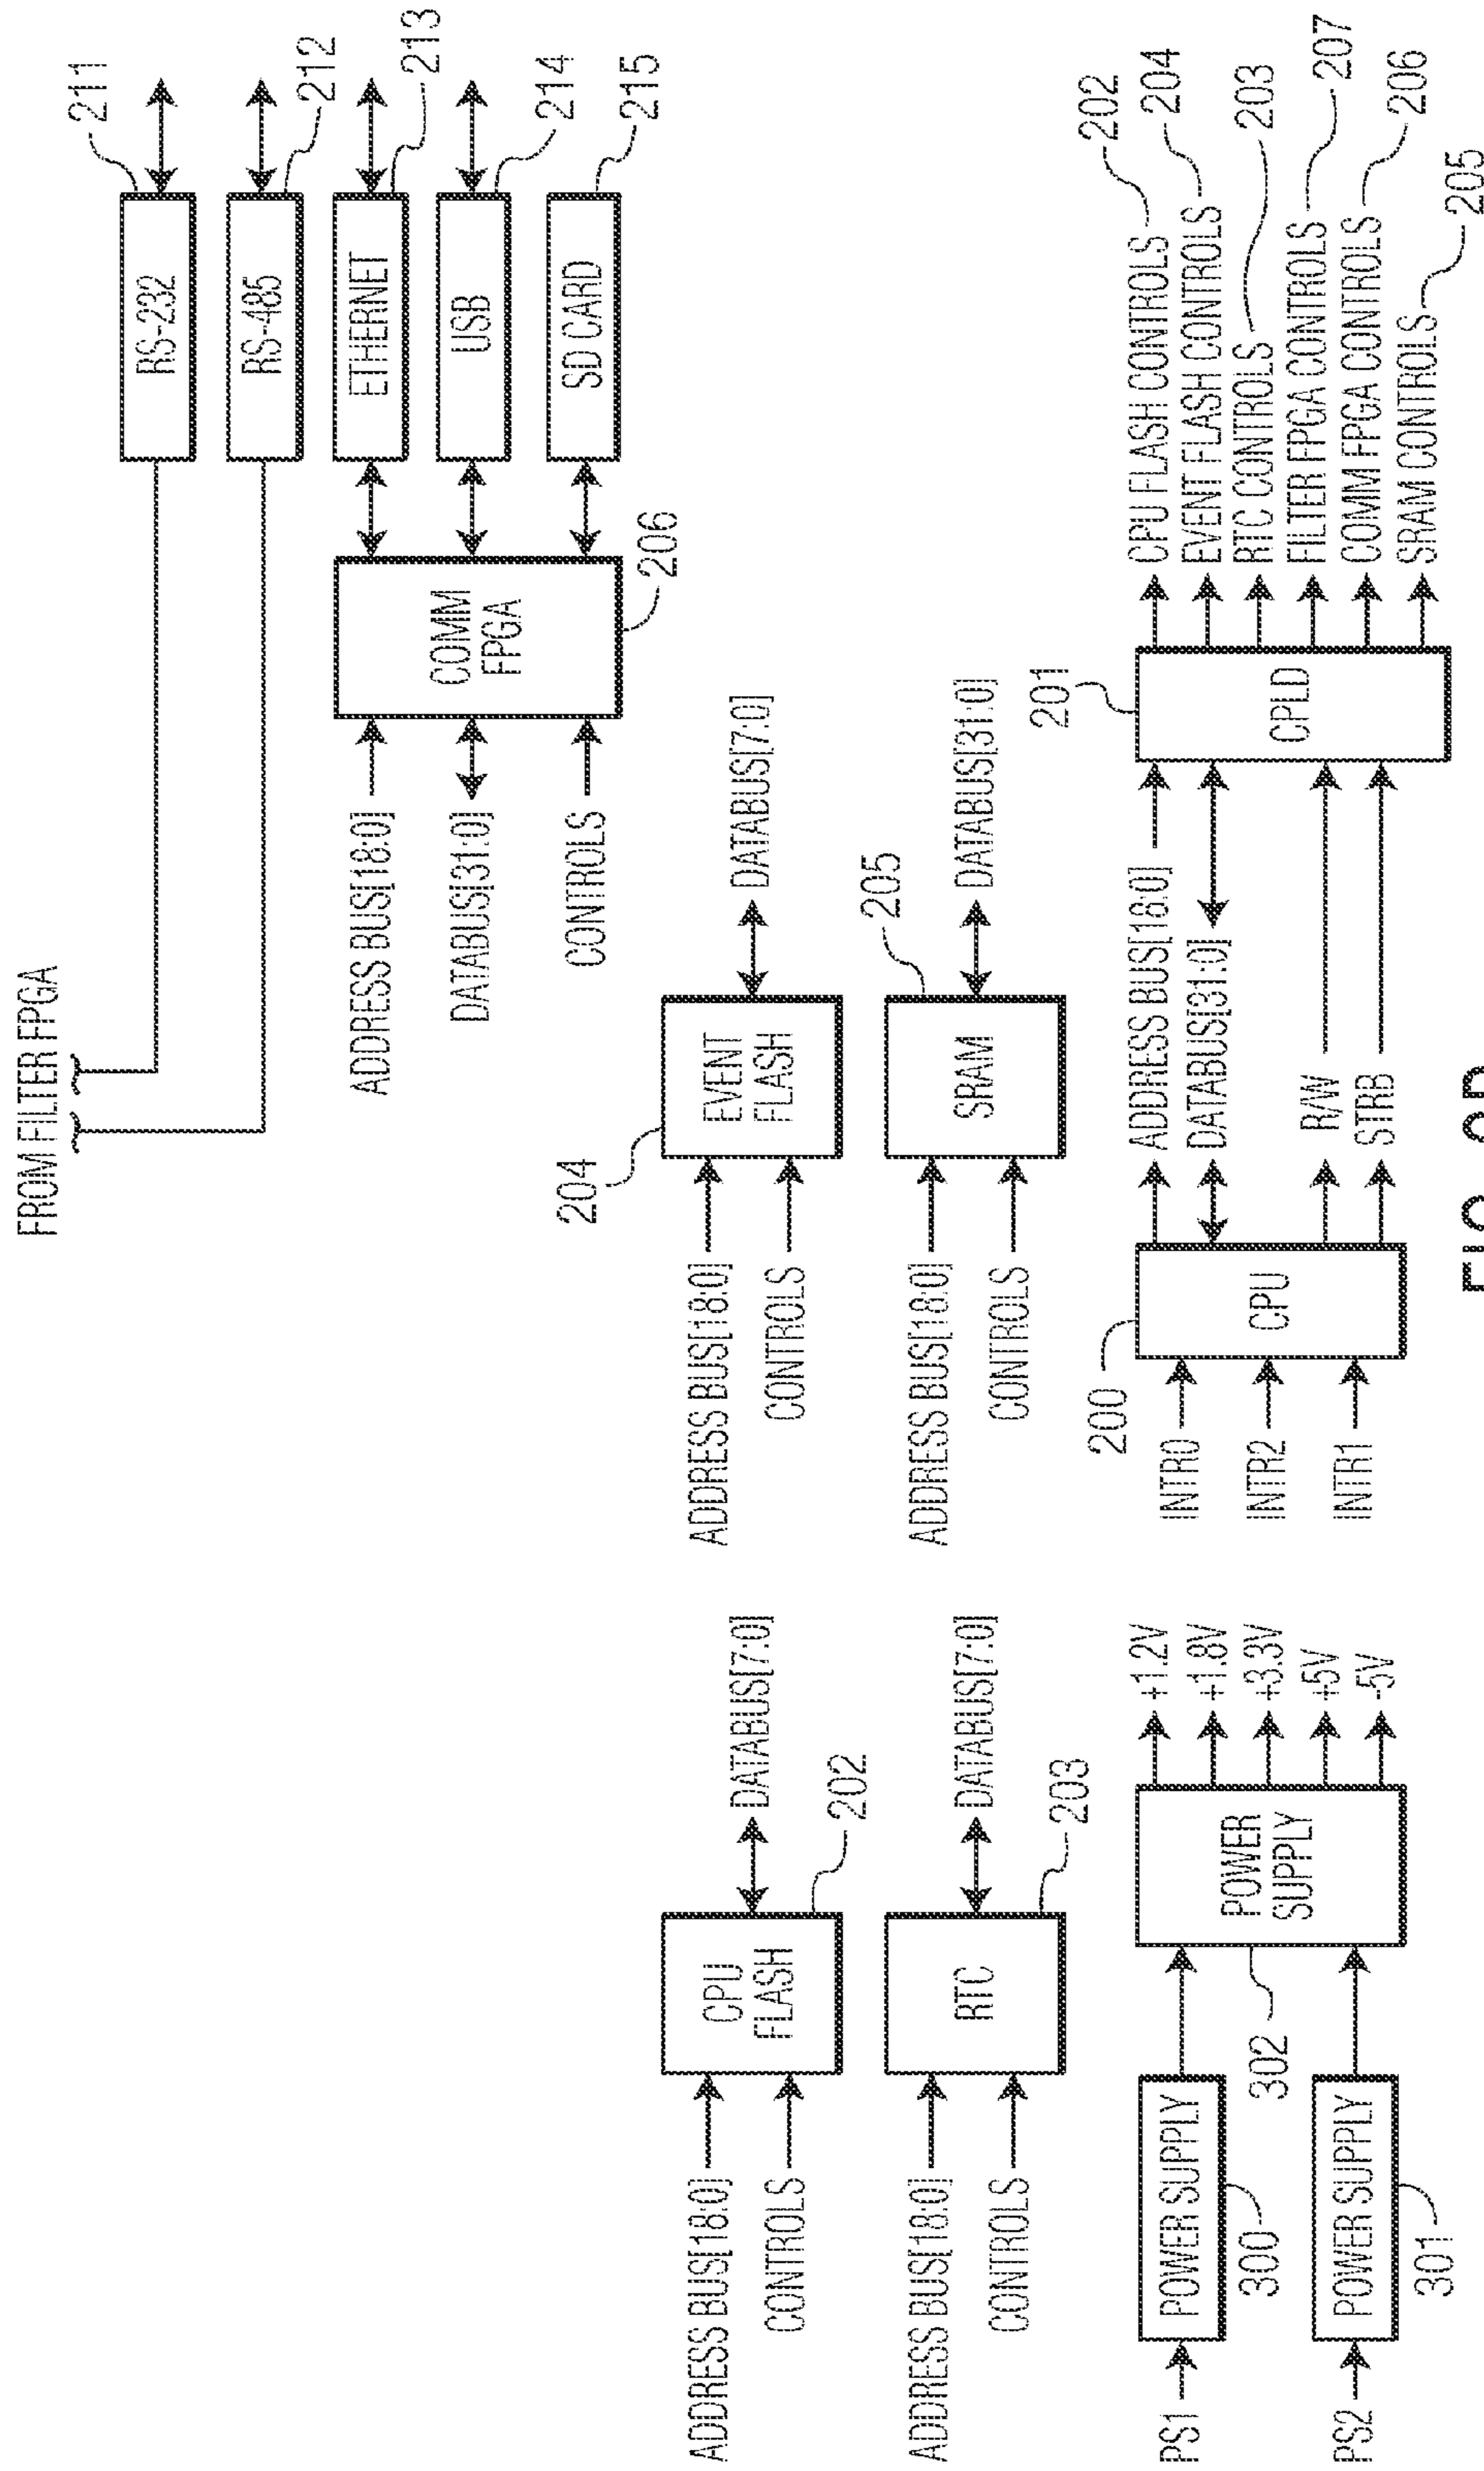 FROM FILTER FPGA
RS-232
211
RS-485
212
ETHERNET
213
USB
214
SD CARD
215
COMM
FPGA
206
ADDRESS BUS[18:0]
DATABUS[31:0]
CONTROLS
CPU
FLASH
202
ADDRESS BUS[18:0]
CONTROLS
DATABUS[7:0]
EVENT
FLASH
204
ADDRESS BUS[18:0]
CONTROLS
DATABUS[7:0]
RTC
203
ADDRESS BUS[18:0]
CONTROLS
DATABUS[7:0]
SRAM
205
ADDRESS BUS[18:0]
CONTROLS
DATABUS[31:0]
PS1
POWER SUPPLY
300
PS2
POWER SUPPLY
301
POWER
SUPPLY
302
+1.2V
+1.8V
+3.3V
+5V
-5V
INTR0
INTR2
INTR1
CPU
200
ADDRESS BUS[18:0]
DATABUS[31:0]
R/W
STRB
CPLD
201
CPU FLASH CONTROLS
202
EVENT FLASH CONTROLS
204
RTC CONTROLS
203
FILTER FPGA CONTROLS
207
COMM FPGA CONTROLS
206
SRAM CONTROLS
205